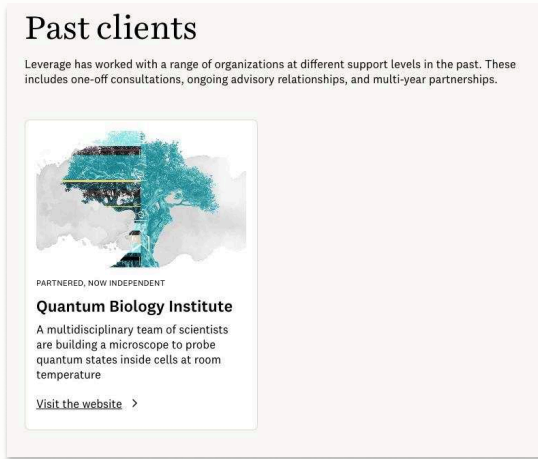 Past clients
Leverage has worked with a range of organizations at different support levels in the past. These
includes one-off consultations, ongoing advisory relationships, and multi-year partnerships.
PARTNERED, NOW INDEPENDENT
Quantum Biology Institute
A multidisciplinary team of scientists
are building a microscope to probe
quantum states inside cells at room
temperature
Visit the website